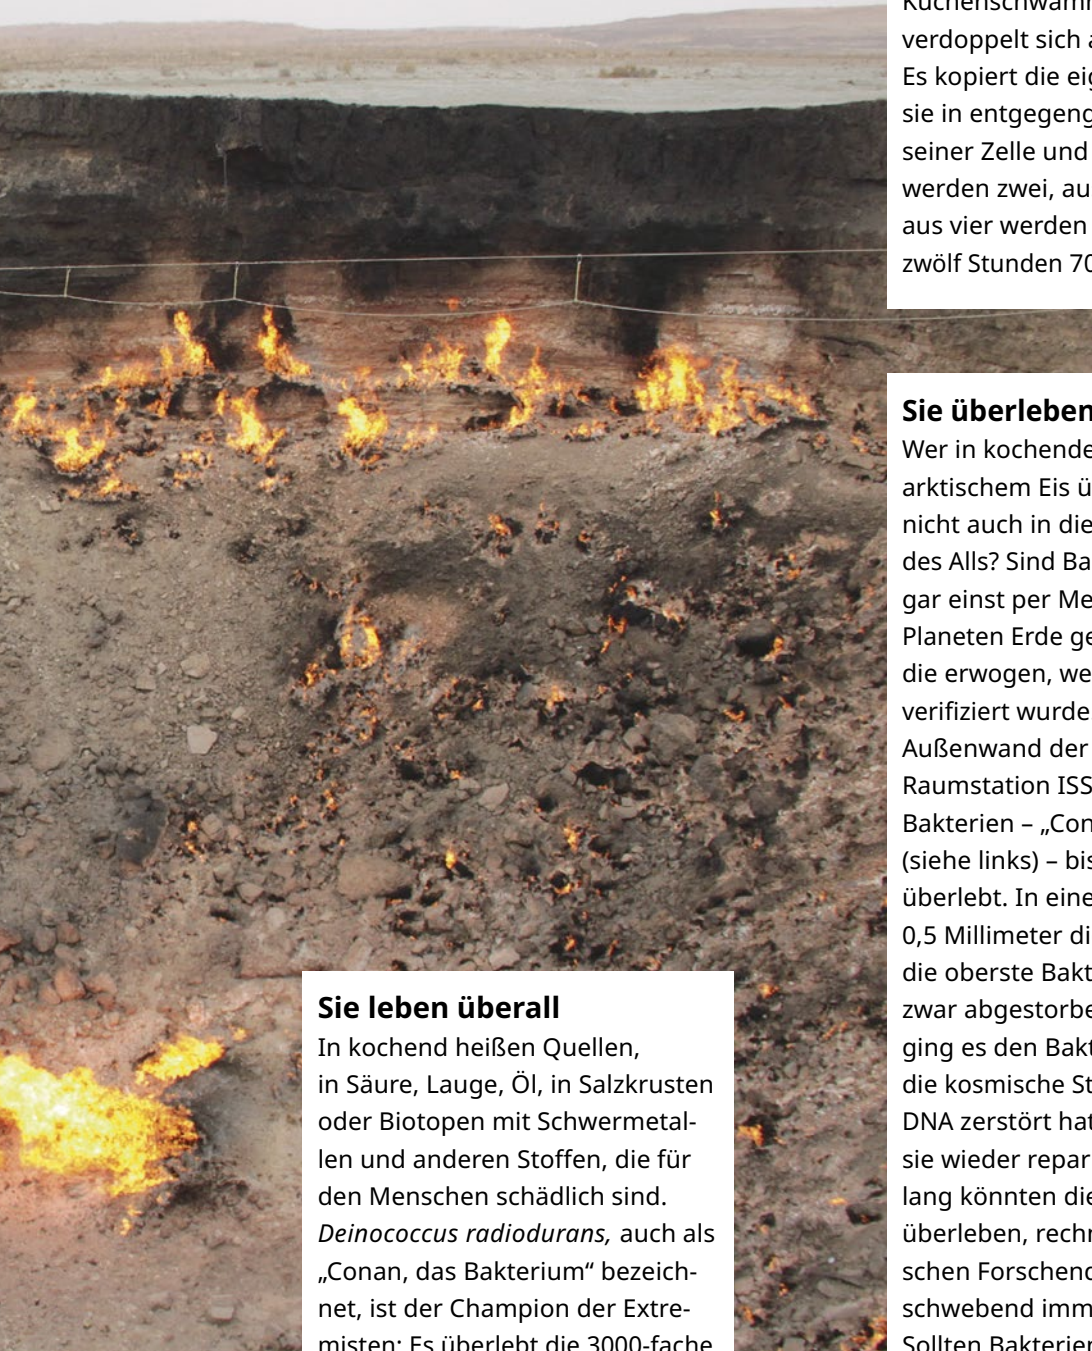 Sie leben überall
In kochend heißen Quellen,
in Säure, Lauge, Öl, in Salzkrusten
oder Biotopen mit Schwermetal-
len und anderen Stoffen, die für
den Menschen schädlich sind.
Deinococcus radiodurans, auch als
„Conan, das Bakterium“ bezeich-
net, ist der Champion der Extre-
misten: Es überlebt die 3000-fache
Küchenschwamm
verdoppelt sich a
Es kopiert die eig
sie in entgegeng
seiner Zelle und
werden zwei, au
aus vier werden
zwölf Stunden 70
Sie überleben
Wer in kochende
arktischem Eis ü
nicht auch in die
des Alls? Sind Ba
gar einst per Me
Planeten Erde ge
die erwogen, we
verifiziert wurde
Außenwand der
Raumstation ISS
Bakterien – „Con
(siehe links) – bis
überlebt. In eine
0,5 Millimeter di
die oberste Bakt
zwar abgestorbe
ging es den Bakt
die kosmische St
DNA zerstört hat
sie wieder repar
lang könnten die
überleben, rechn
schen Forschend
schwebend imm
Sollten Bakterien